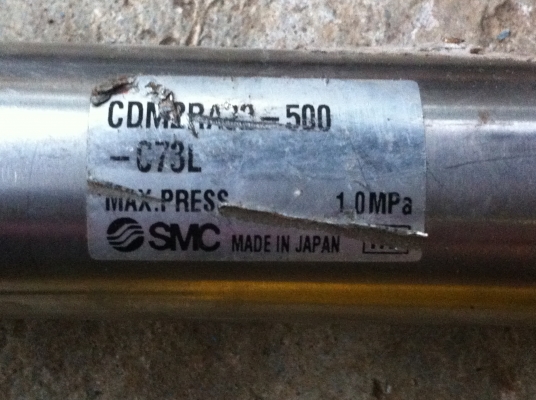 CDM2RA32-500
-C73L
MAX.PRESS 1.0MPa
SMC MADE IN JAPAN